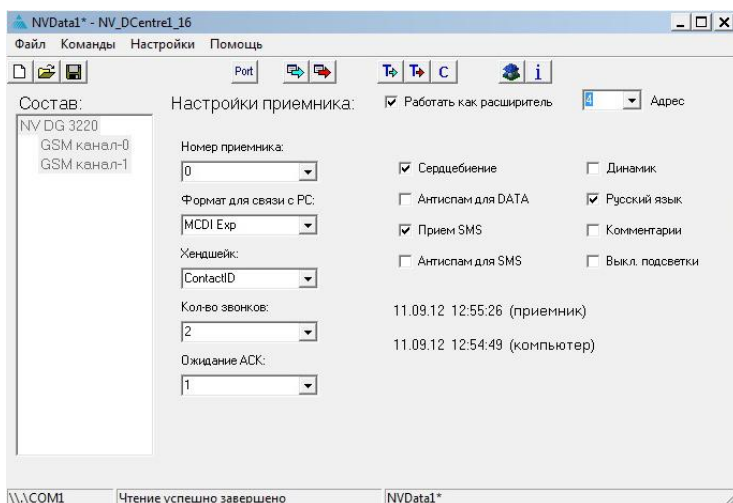 NVData1* - NV_DCentre1_16
Файл Команды Настройки Помощь
Port T T C i
Состав:
NV DG 3220
GSM канал-0
GSM канал-1
Настройки приемника:
Номер приемника:
0
Формат для связи с PC:
MCDI Exp
Хендшейк:
ContactID
Кол-во звонков:
2
Ожидание ACK:
1
Работать как расширитель
4 Адрес
Сердцебиение
Динамик
Антиспам для DATA
Русский язык
Прием SMS
Комментарии
Антиспам для SMS
Выкл. подсветки
11.09.12 12:55:26 (приемник)
11.09.12 12:54:49 (компьютер)
\\.\COM1 Чтение успешно завершено NVData1*